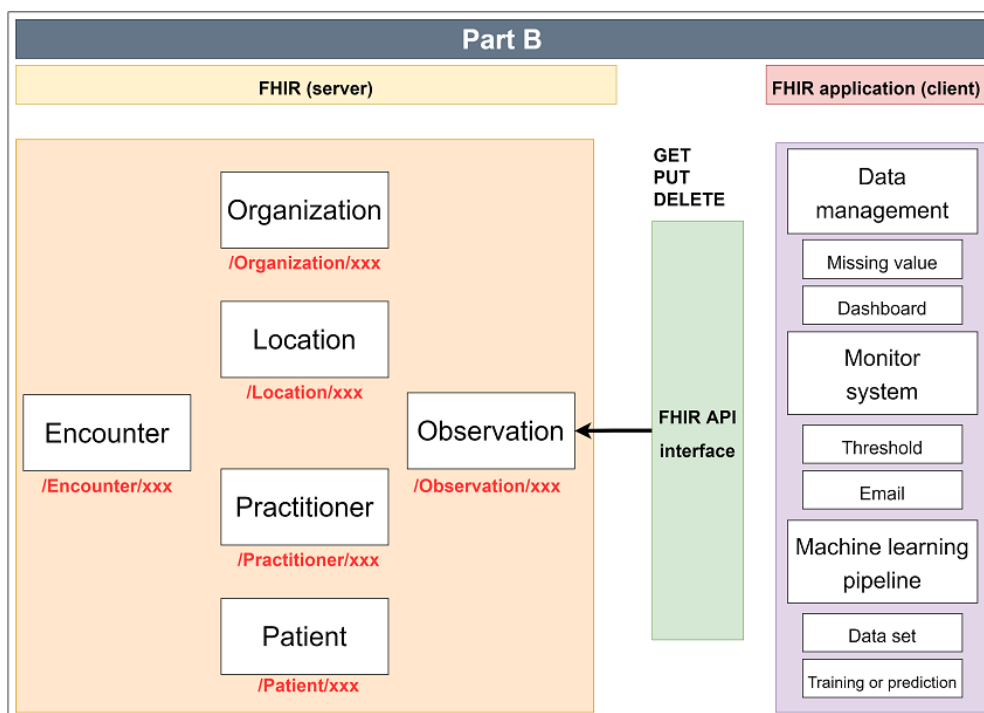 Part B
FHIR (server)
FHIR application (client)
Organization
/Organization/xxx
Location
/Location/xxx
Encounter
/Encounter/xxx
Observation
/Observation/xxx
Practitioner
/Practitioner/xxx
Patient
/Patient/xxx
GET
PUT
DELETE
FHIR API
interface
Data
management
Missing value
Dashboard
Monitor
system
Threshold
Email
Machine learning
pipeline
Data set
Training or prediction